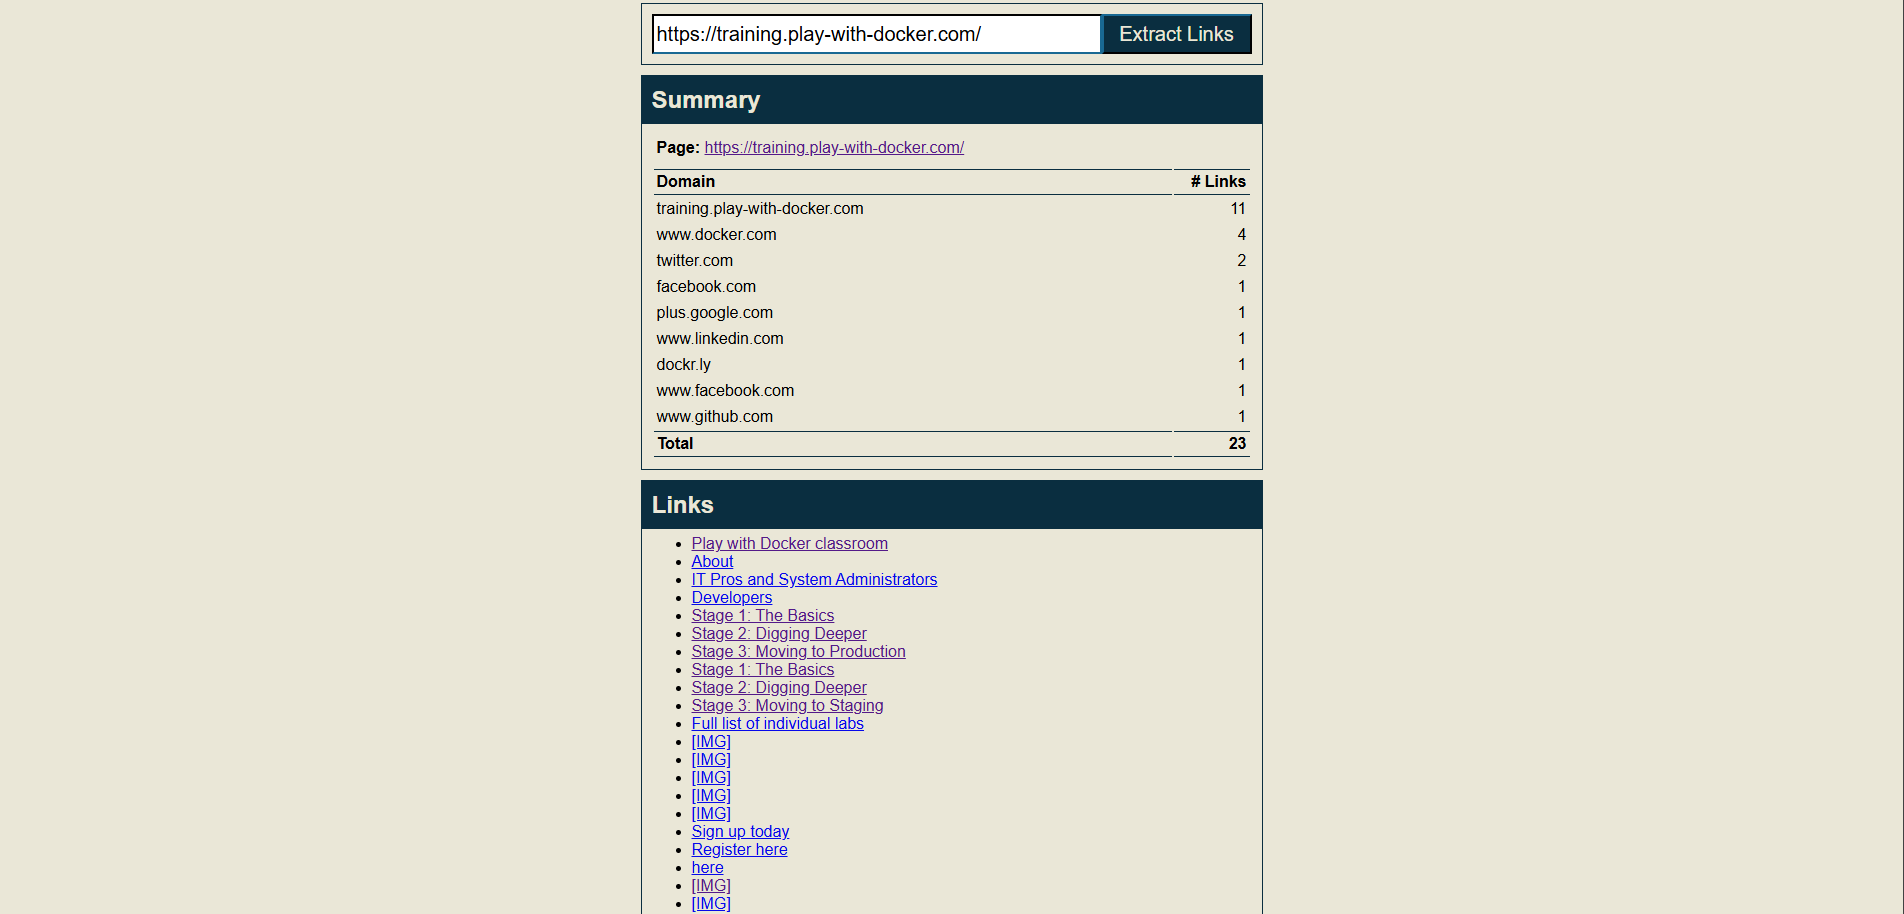 https://training.play-with-docker.com/ Extract Links
Summary
Page: https://training.play-with-docker.com/
Domain # Links
training.play-with-docker.com 11
www.docker.com 4
twitter.com 2
facebook.com 1
plus.google.com 1
www.linkedin.com 1
dockr.ly 1
www.facebook.com 1
www.github.com 1
Total 23
Links
Play with Docker classroom
About
IT Pros and System Administrators
Developers
Stage 1: The Basics
Stage 2: Digging Deeper
Stage 3: Moving to Production
Stage 1: The Basics
Stage 2: Digging Deeper
Stage 3: Moving to Staging
Full list of individual labs
[IMG]
[IMG]
[IMG]
[IMG]
[IMG]
Sign up today
Register here
here
[IMG]
[IMG]